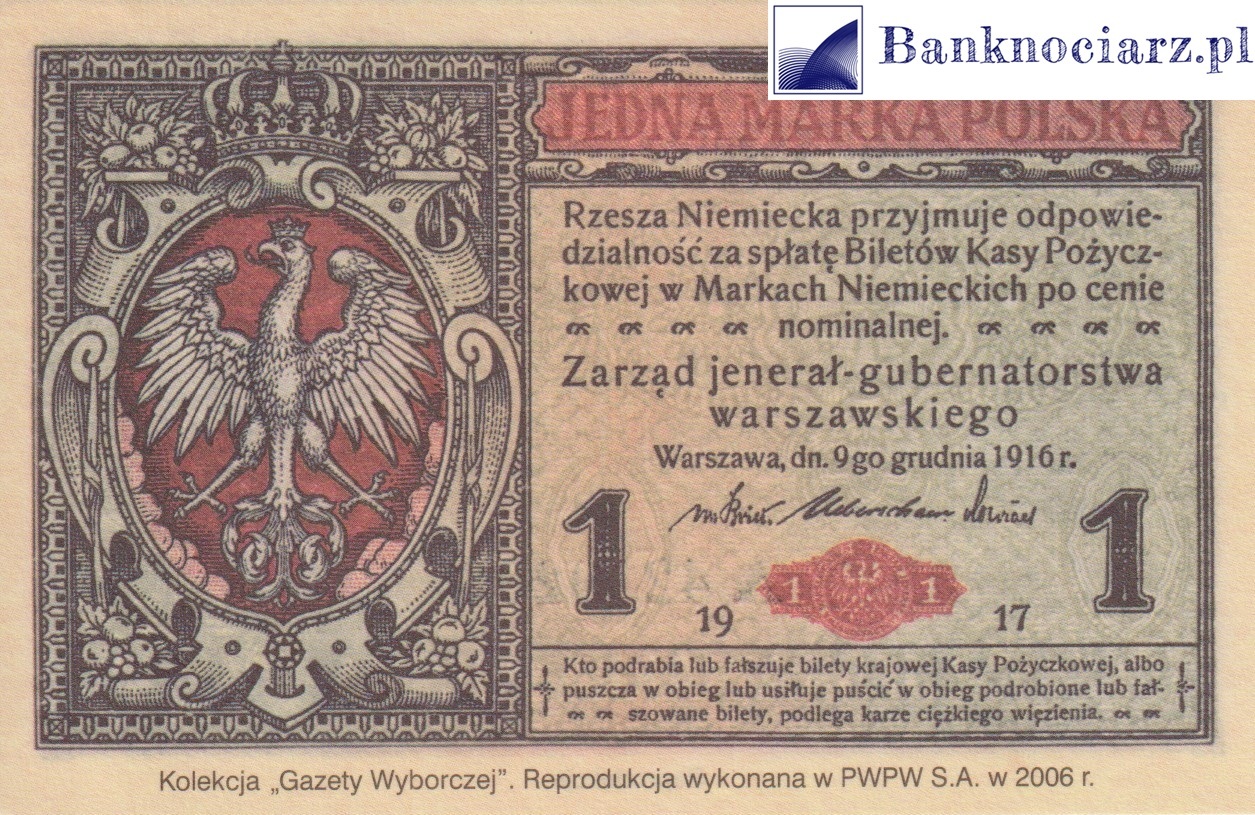 Banknociarz.pl
JEDNA MARKA POLSKA
Rzesza Niemiecka przyjmuje odpowie-
dzialność za spłatę Biletów Kasy Pożycz-
kowej w Markach Niemieckich po cenie
nominalnej.
Zarząd jenerał-gubernatorstwa
warszawskiego
Warszawa, dn. 9go grudnia 1916 r.
1 1
1 1
19 17
Kto podrabia lub fałszuje bilety krajowej Kasy Pożyczkowej, albo
puszcza w obieg lub usiłuje puścić w obieg podrobione lub fał-
szowane bilety, podlega karze ciężkiego więzienia.
Kolekcja „Gazety Wyborczej”. Reprodukcja wykonana w PWPW S.A. w 2006 r.